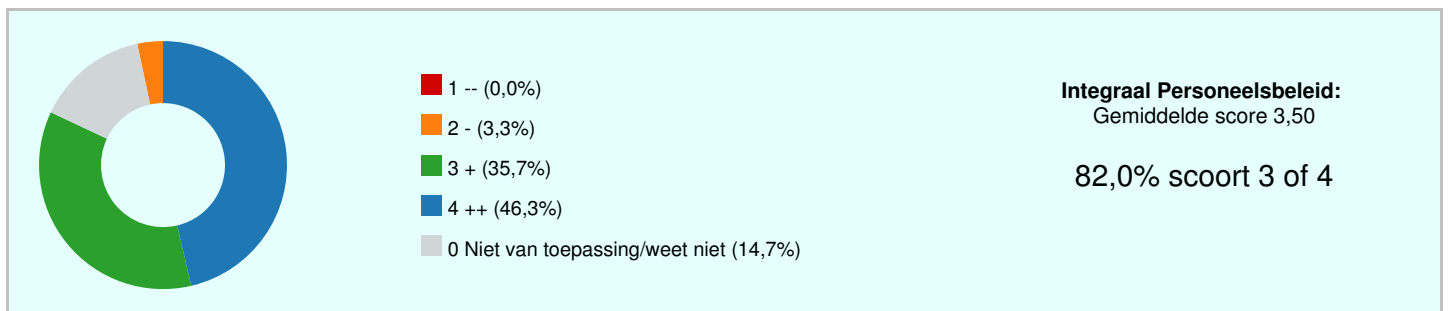 1 -- (0,0%)
2 - (3,3%)
3 + (35,7%)
4 ++ (46,3%)
0 Niet van toepassing/weet niet (14,7%)
Integraal Personeelsbeleid:
Gemiddelde score 3,50
82,0% scoort 3 of 4